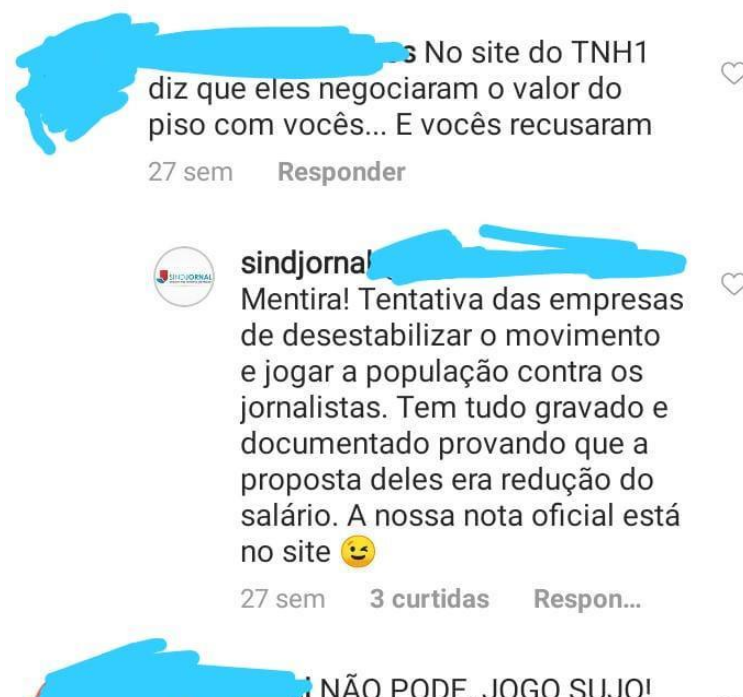 s No site do TNH1
diz que eles negociaram o valor do
piso com vocês... E vocês recusaram
27 sem Responder
SINDJORNAL
sindjornal
Mentira! Tentativa das empresas
de desestabilizar o movimento
e jogar a população contra os
jornalistas. Tem tudo gravado e
documentado provando que a
proposta deles era redução do
salário. A nossa nota oficial está
no site 😉
27 sem 3 curtidas Respon...
NÃO PODE. JOGO SUJO!